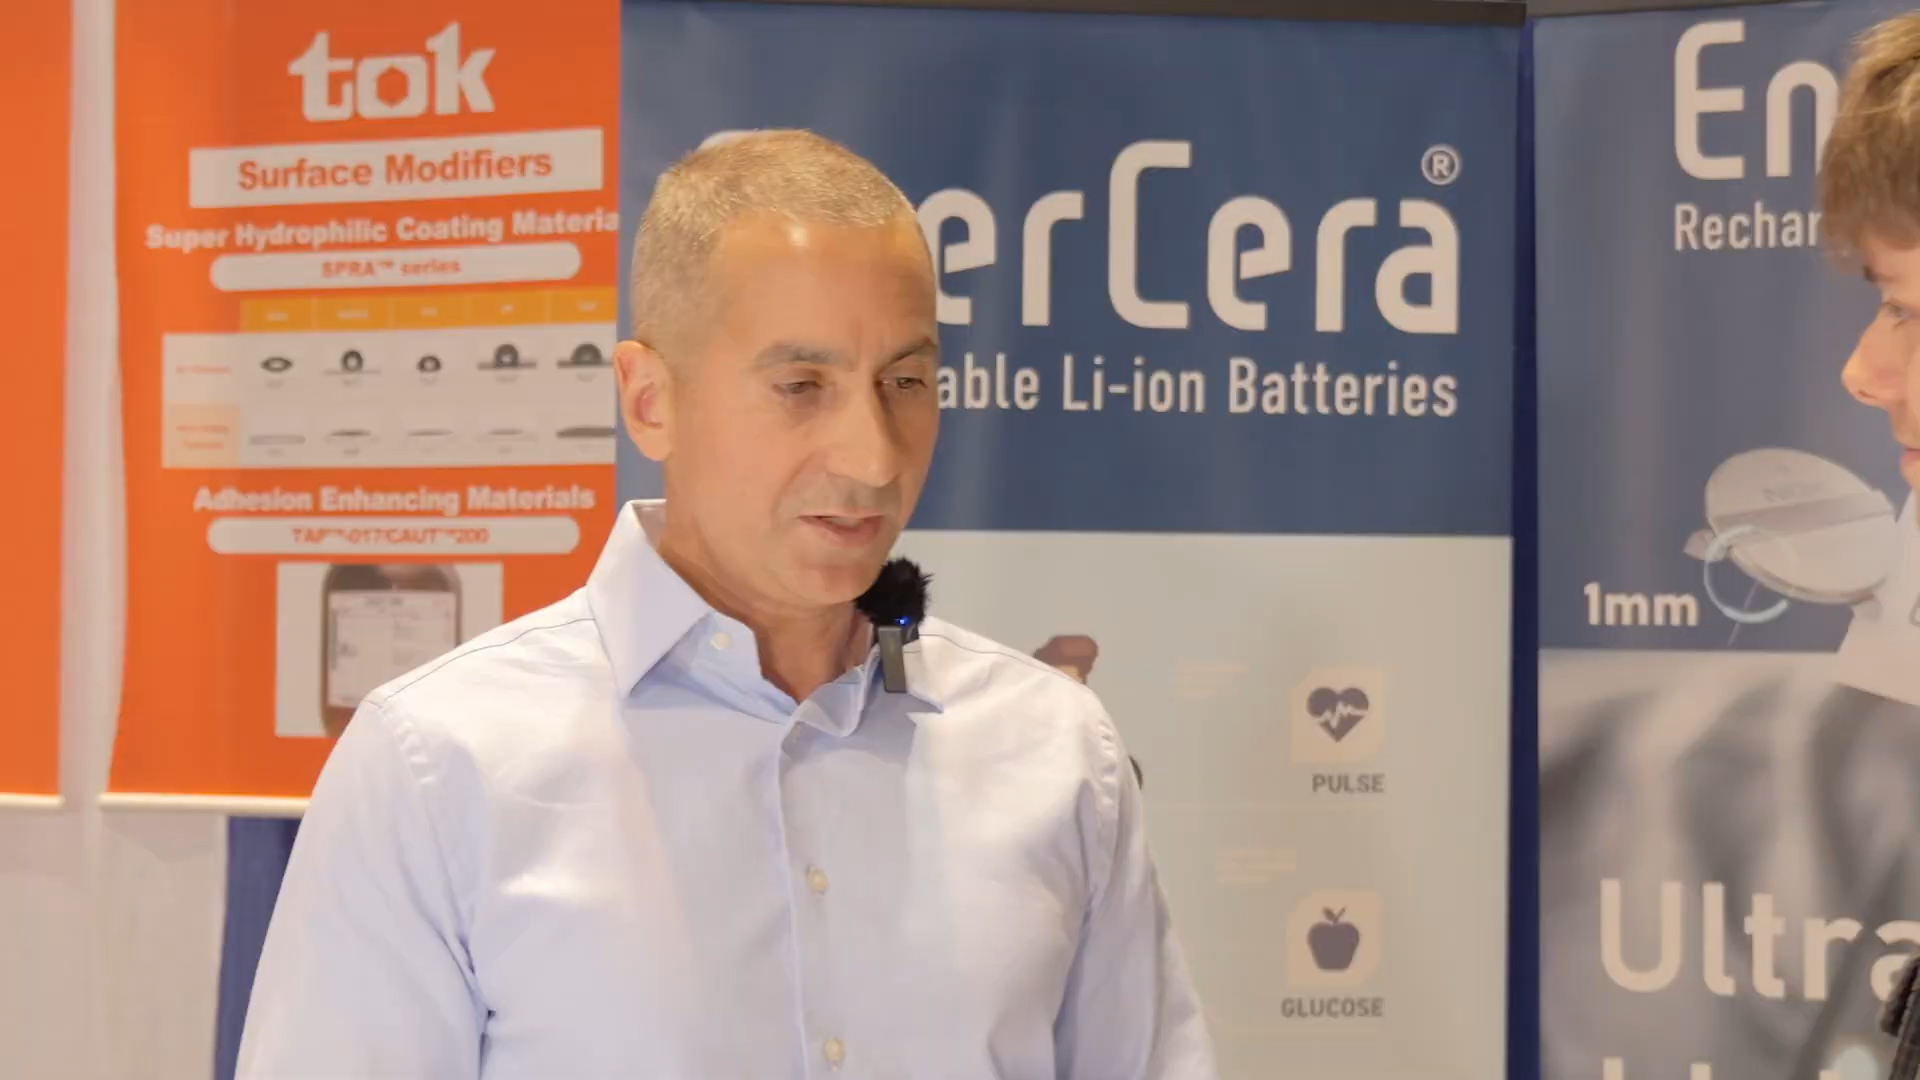 tok
Surface Modifiers
Super Hydrophilic Coating Materia
SPRA™ series
Adhesion Enhancing Materials
erCera®
able Li-ion Batteries
PULSE
GLUCOSE
En
Rechar
1mm
Ultra